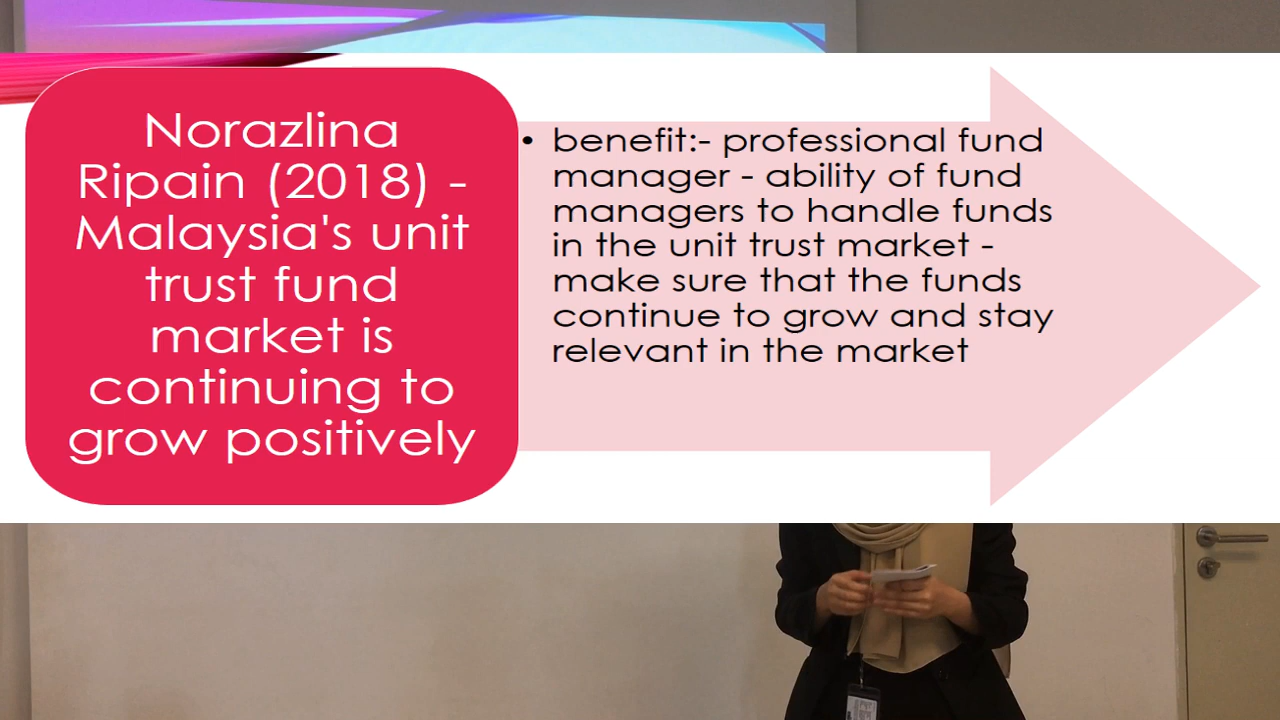 Norazlina
Ripain (2018) -
Malaysia's unit
trust fund
market is
continuing to
grow positively
• benefit:- professional fund
manager - ability of fund
managers to handle funds
in the unit trust market -
make sure that the funds
continue to grow and stay
relevant in the market